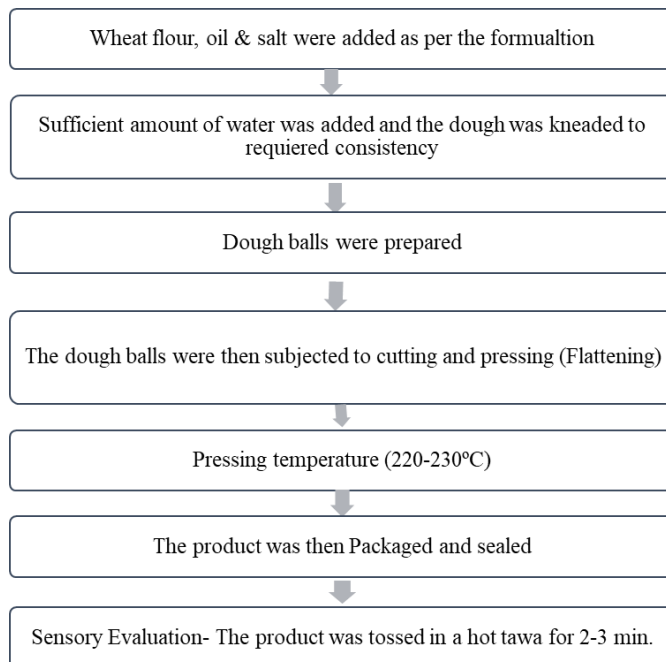 Wheat flour, oil & salt were added as per the formualtion
Sufficient amount of water was added and the dough was kneaded to
requiered consistency
Dough balls were prepared
The dough balls were then subjected to cutting and pressing (Flattening)
Pressing temperature (220-230ºC)
The product was then Packaged and sealed
Sensory Evaluation- The product was tossed in a hot tawa for 2-3 min.